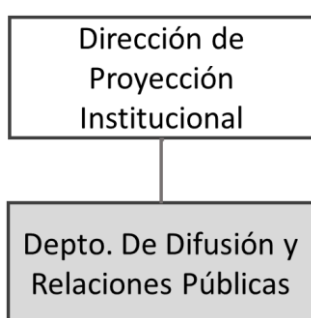 Dirección de
Proyección
Institucional
Depto. De Difusión y
Relaciones Públicas